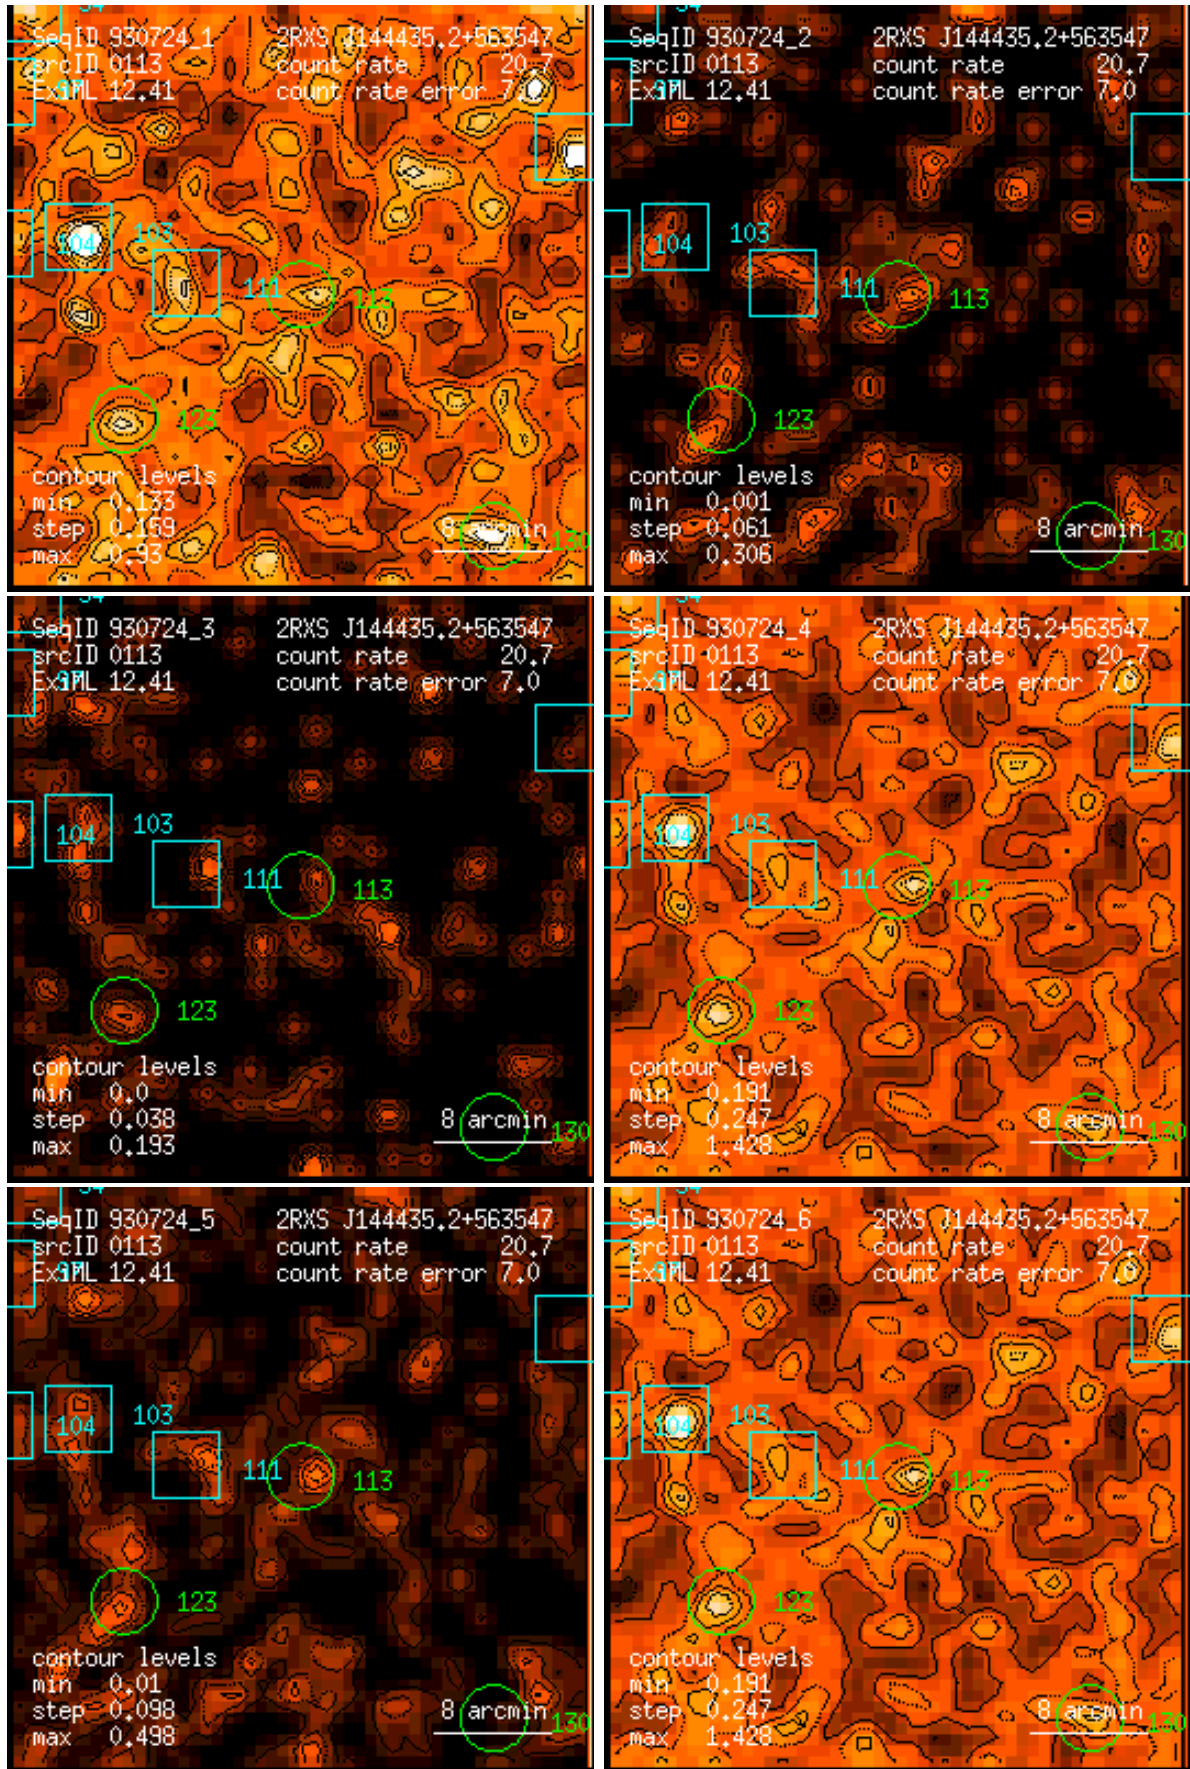 54
SeqID 930724_1 2RXS J144435.2+563547
srcID 0113 count rate 20.7
ExiML 12.41 count rate error 7.0
104 103
111 113
123
contour levels
min 0.133
step 0.159
max 0.93
8 arcmin
130
54
SeqID 930724_2 2RXS J144435.2+563547
srcID 0113 count rate 20.7
ExiML 12.41 count rate error 7.0
104 103
111 113
123
contour levels
min 0.001
step 0.061
max 0.306
8 arcmin
130
54
SeqID 930724_3 2RXS J144435.2+563547
srcID 0113 count rate 20.7
ExiML 12.41 count rate error 7.0
104 103
111 113
123
contour levels
min 0.0
step 0.038
max 0.193
8 arcmin
130
54
SeqID 930724_4 2RXS J144435.2+563547
srcID 0113 count rate 20.7
ExiML 12.41 count rate error 7.0
104 103
111 113
123
contour levels
min 0.191
step 0.247
max 1.428
8 arcmin
130
54
SeqID 930724_5 2RXS J144435.2+563547
srcID 0113 count rate 20.7
ExiML 12.41 count rate error 7.0
104 103
111 113
123
contour levels
min 0.01
step 0.098
max 0.498
8 arcmin
130
54
SeqID 930724_6 2RXS J144435.2+563547
srcID 0113 count rate 20.7
ExiML 12.41 count rate error 7.0
104 103
111 113
123
contour levels
min 0.191
step 0.247
max 1.428
8 arcmin
130